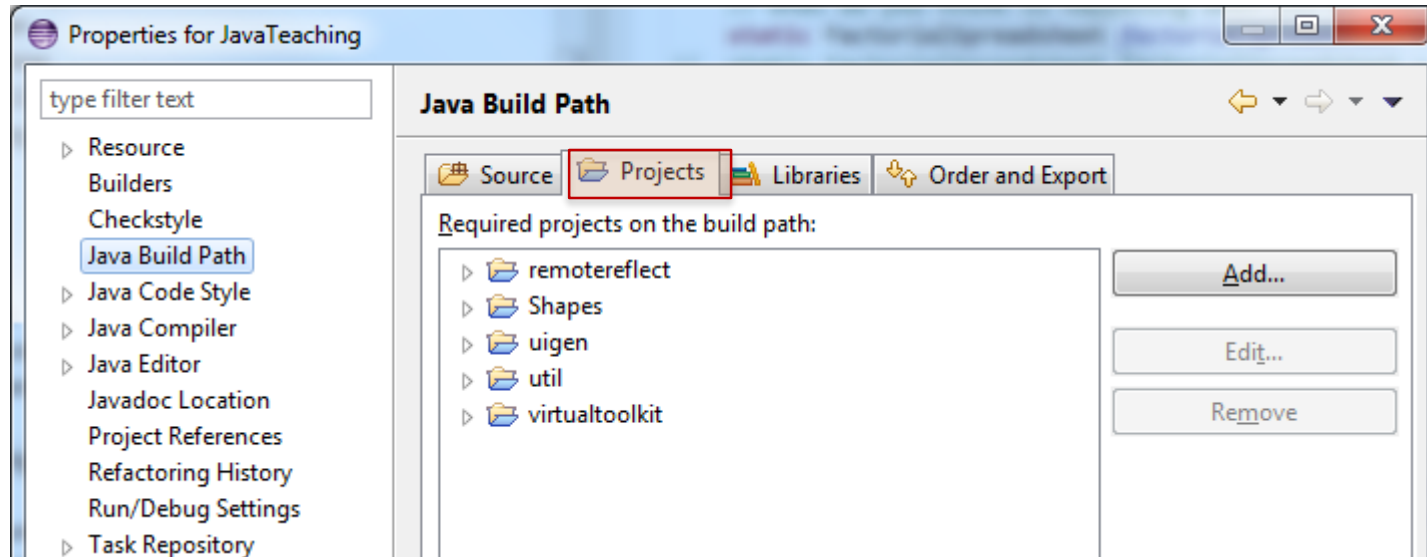 Properties for JavaTeaching
type filter text
Resource
Builders
Checkstyle
Java Build Path
Java Code Style
Java Compiler
Java Editor
Javadoc Location
Project References
Refactoring History
Run/Debug Settings
Task Repository
Java Build Path
Source Projects Libraries Order and Export
Required projects on the build path:
remotereflect
Shapes
uigen
util
virtualtoolkit
Add...
Edit...
Remove